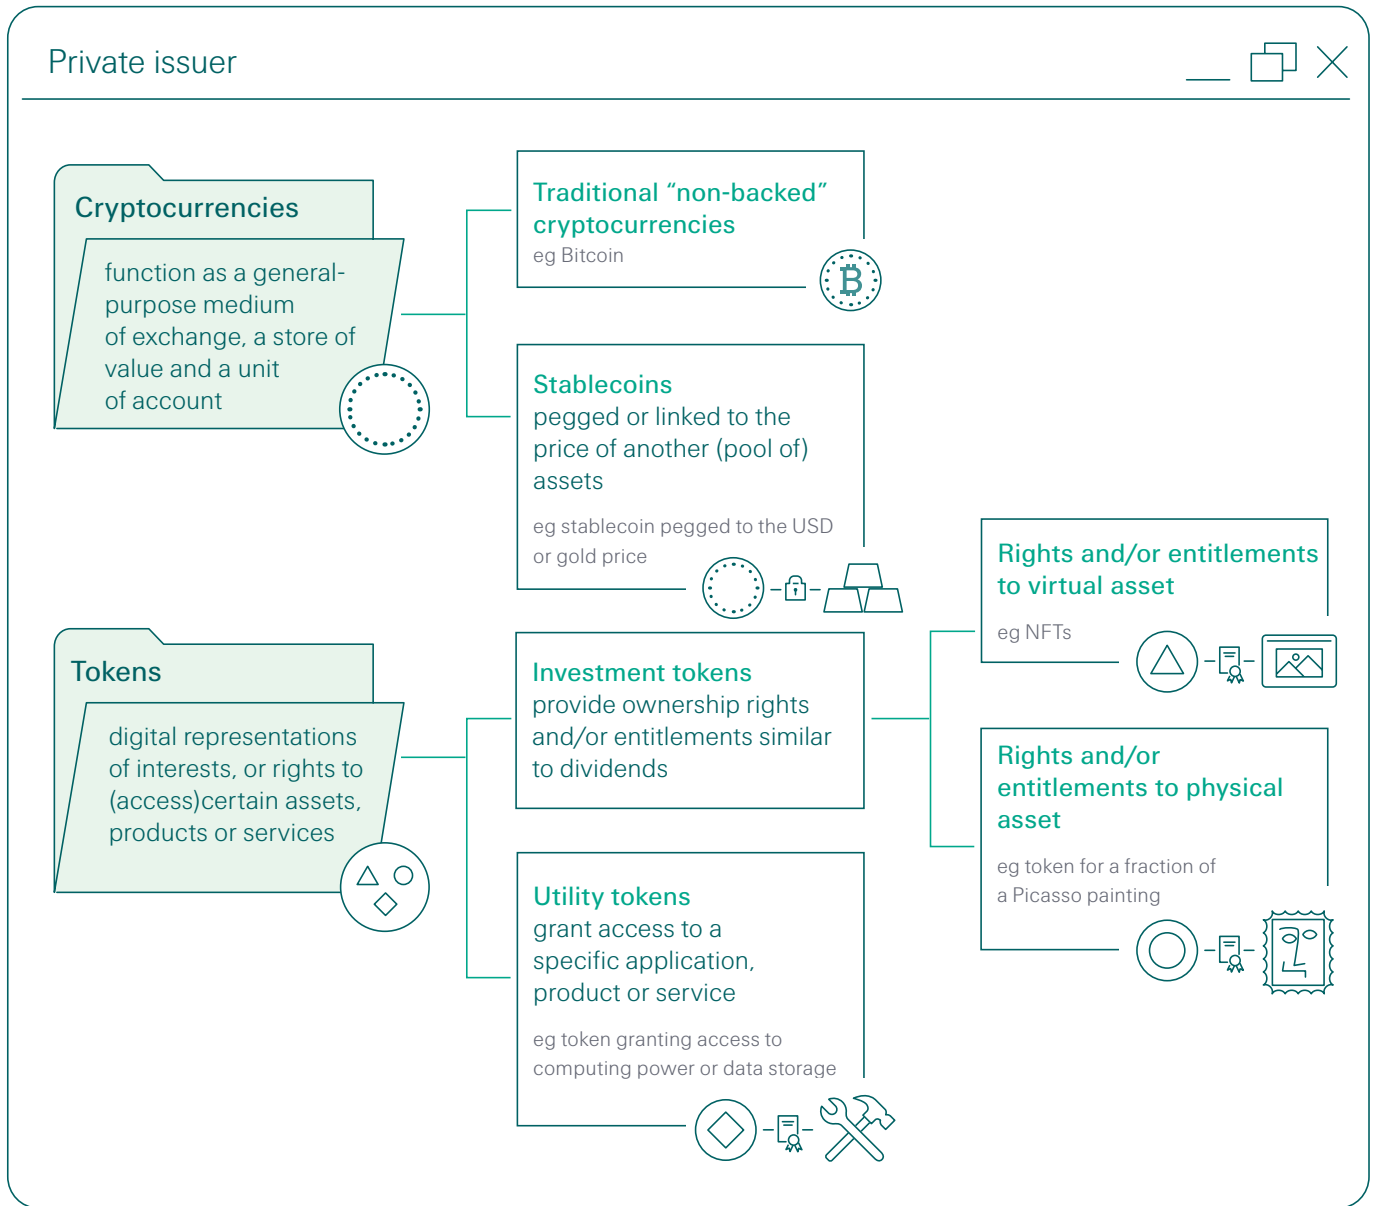 Private issuer
Cryptocurrencies
function as a general-
purpose medium
of exchange, a store of
value and a unit
of account
Traditional “non-backed”
cryptocurrencies
eg Bitcoin
Stablecoins
pegged or linked to the
price of another (pool of)
assets
eg stablecoin pegged to the USD
or gold price
Tokens
digital representations
of interests, or rights to
(access)certain assets,
products or services
Investment tokens
provide ownership rights
and/or entitlements similar
to dividends
Utility tokens
grant access to a
specific application,
product or service
eg token granting access to
computing power or data storage
Rights and/or entitlements
to virtual asset
eg NFTs
Rights and/or
entitlements to physical
asset
eg token for a fraction of
a Picasso painting